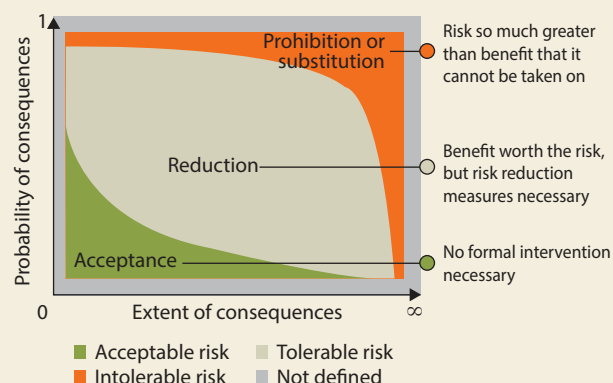 1
Prohibition or
substitution
Risk so much greater
than benefit that it
cannot be taken on
Probability of consequences
Reduction
Benefit worth the risk,
but risk reduction
measures necessary
Acceptance
No formal intervention
necessary
0
Extent of consequences
∞
Acceptable risk
Tolerable risk
Intolerable risk
Not defined